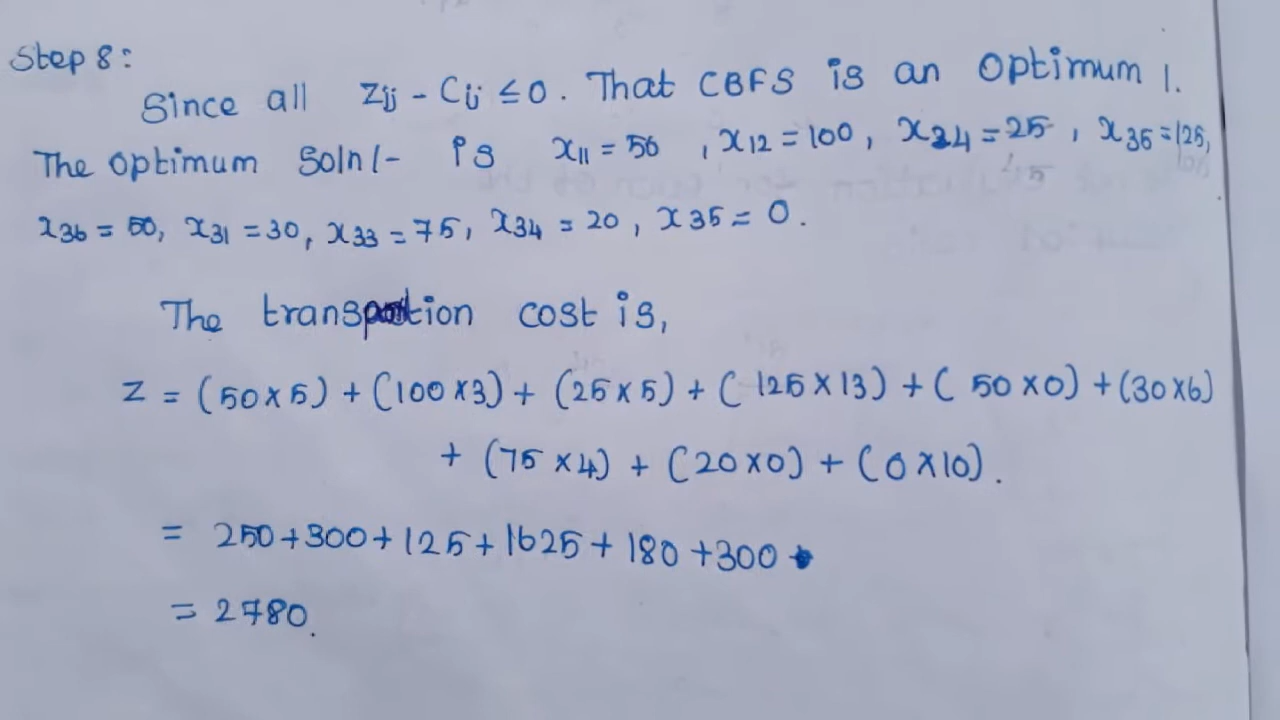 Step 8:
Since all Zij - Cij ≤ 0. That CBFS is an optimum 1.
The optimum Soln/- is x11 = 50, x12 = 100, x24 = 25, x35 = 125,
x36 = 50, x31 = 30, x33 = 75, x34 = 20, x35 = 0.
The transpotion cost is,
Z = (50 x 5) + (100 x 3) + (25 x 5) + (125 x 13) + (50 x 0) + (30 x 6)
+ (75 x 4) + (20 x 0) + (0 x 10).
= 250 + 300 + 125 + 1625 + 180 + 300
= 2780.